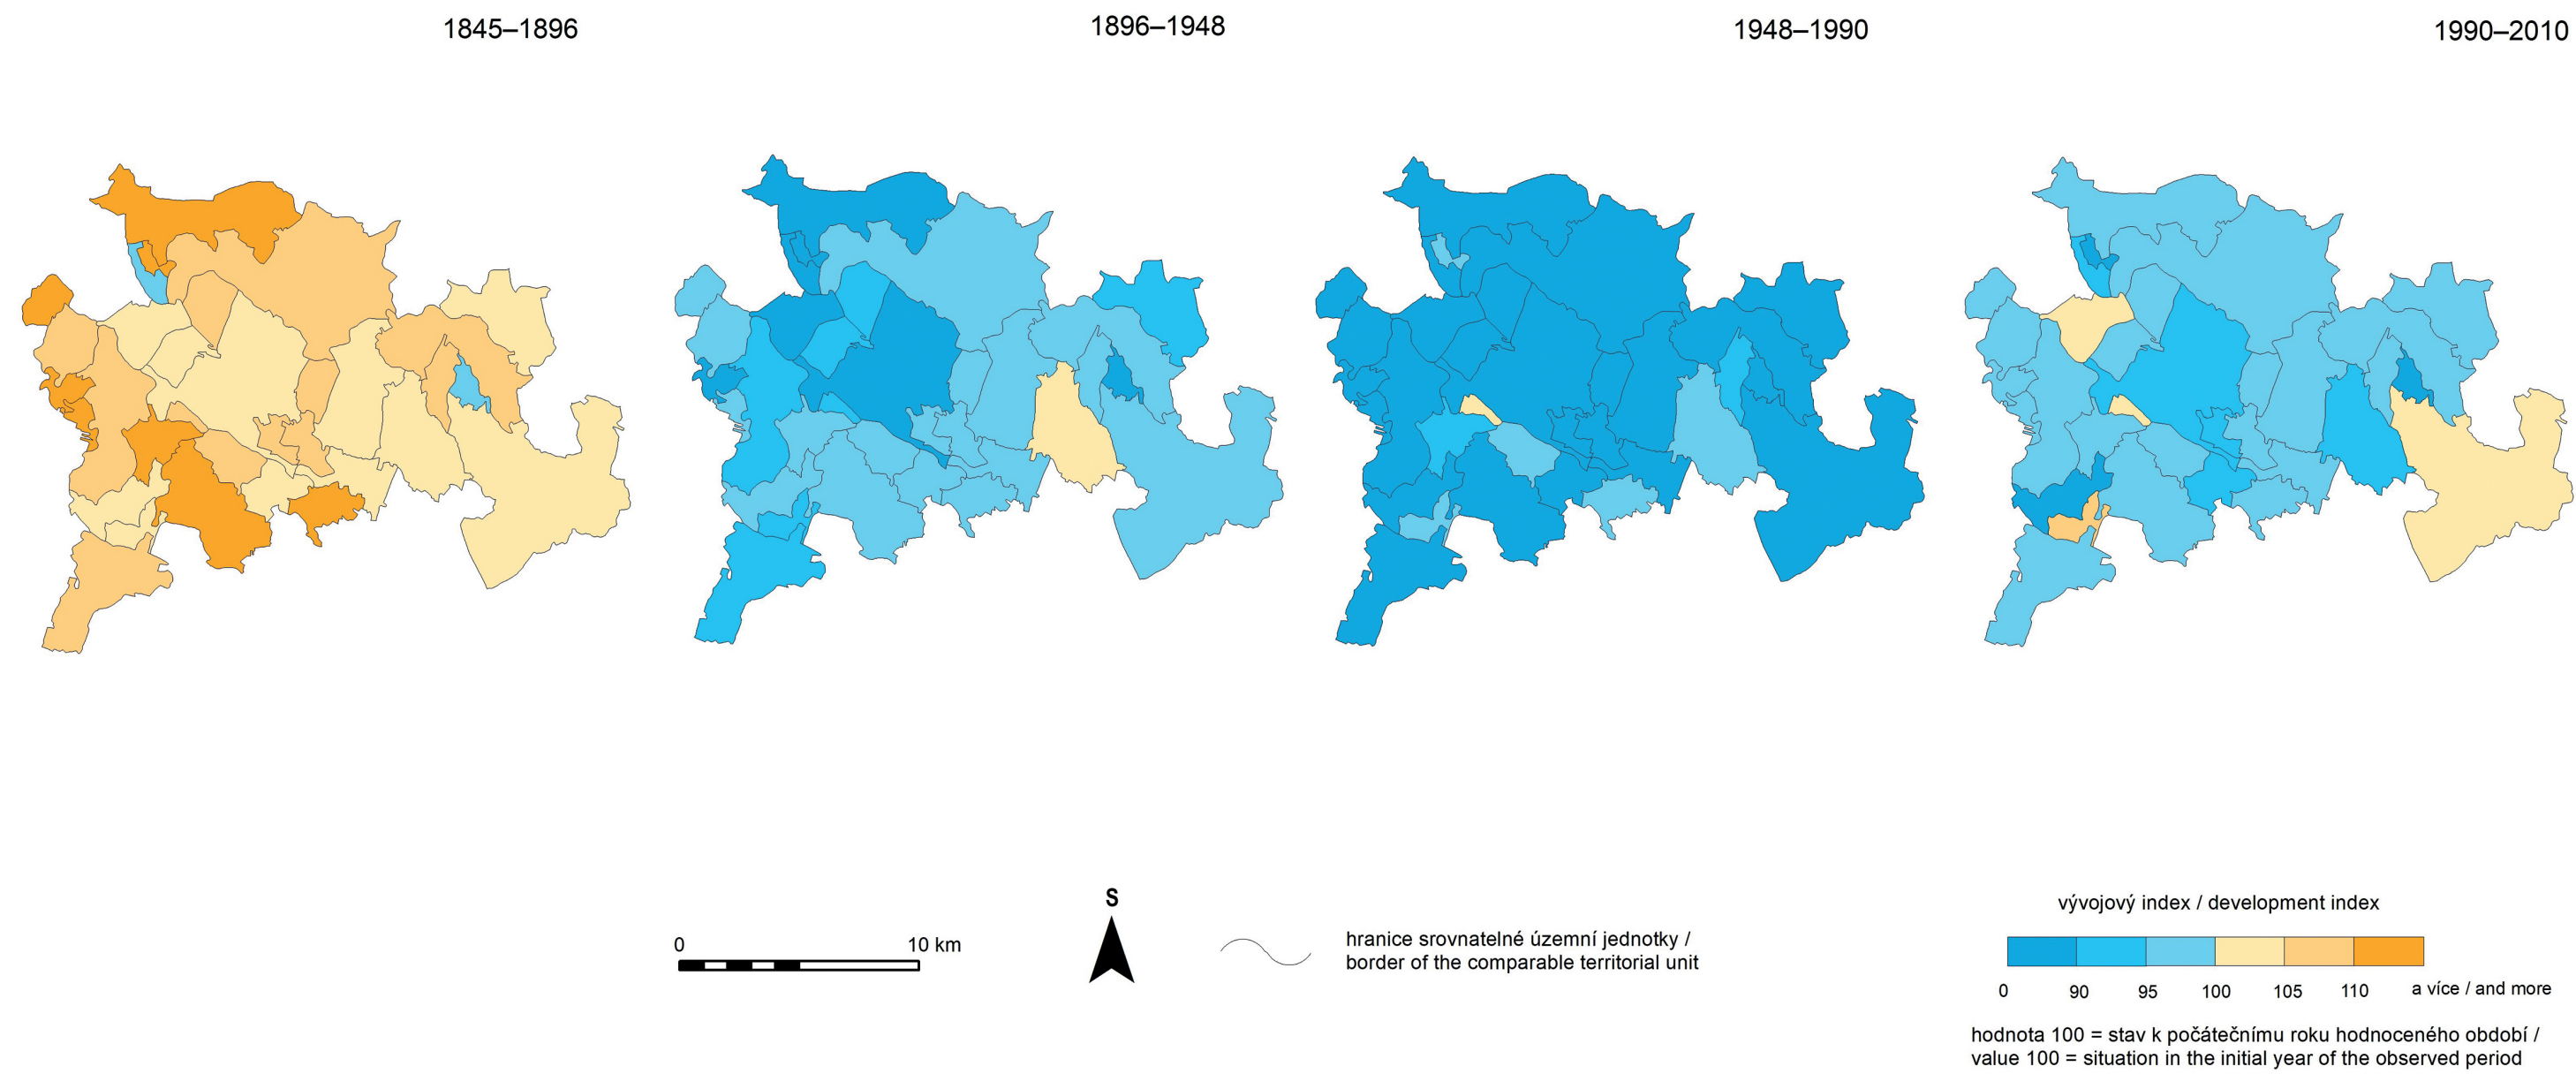 1845–1896
1896–1948
1948–1990
1990–2010
S
0 10 km
hranice srovnatelné územní jednotky /
border of the comparable territorial unit
vývojový index / development index
0 90 95 100 105 110 a více / and more
hodnota 100 = stav k počátečnímu roku hodnoceného období /
value 100 = situation in the initial year of the observed period